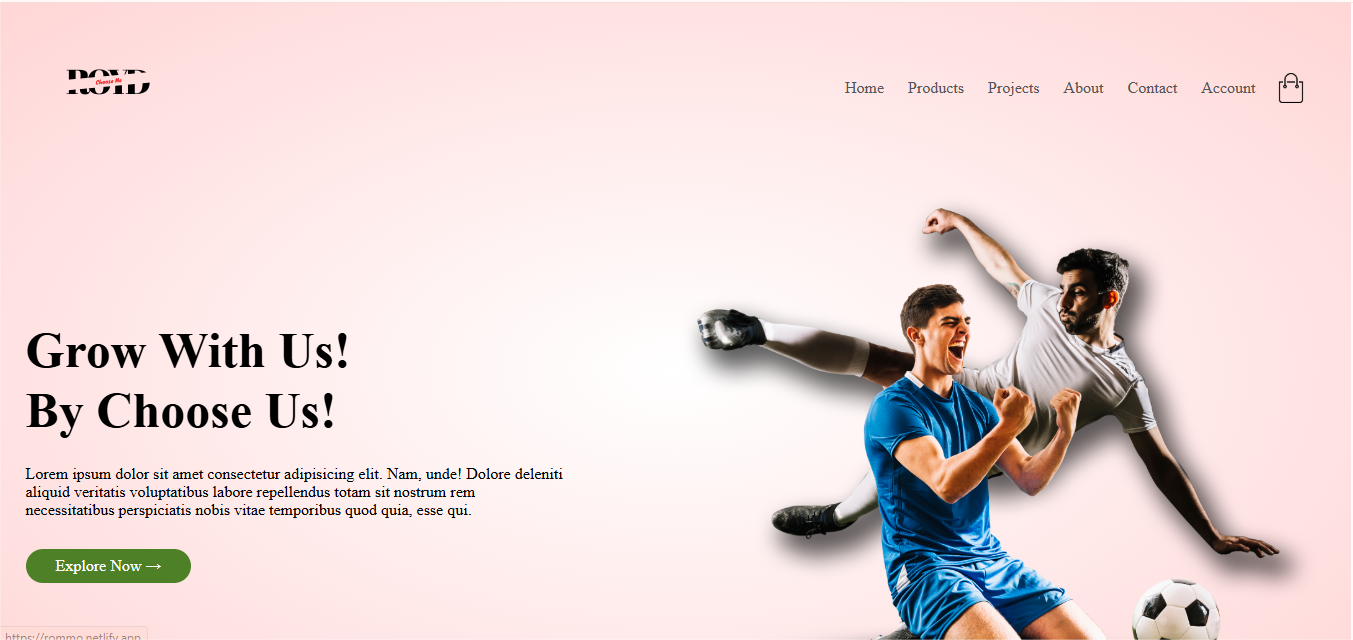 ROYD
Choose Me
Home Products Projects About Contact Account
Grow With Us!
By Choose Us!
Lorem ipsum dolor sit amet consectetur adipisicing elit. Nam, unde! Dolore deleniti
aliquid veritatis voluptatibus labore repellendus totam sit nostrum rem
necessitatibus perspiciatis nobis vitae temporibus quod quia, esse qui.
Explore Now →
https://rommo.netlify.app